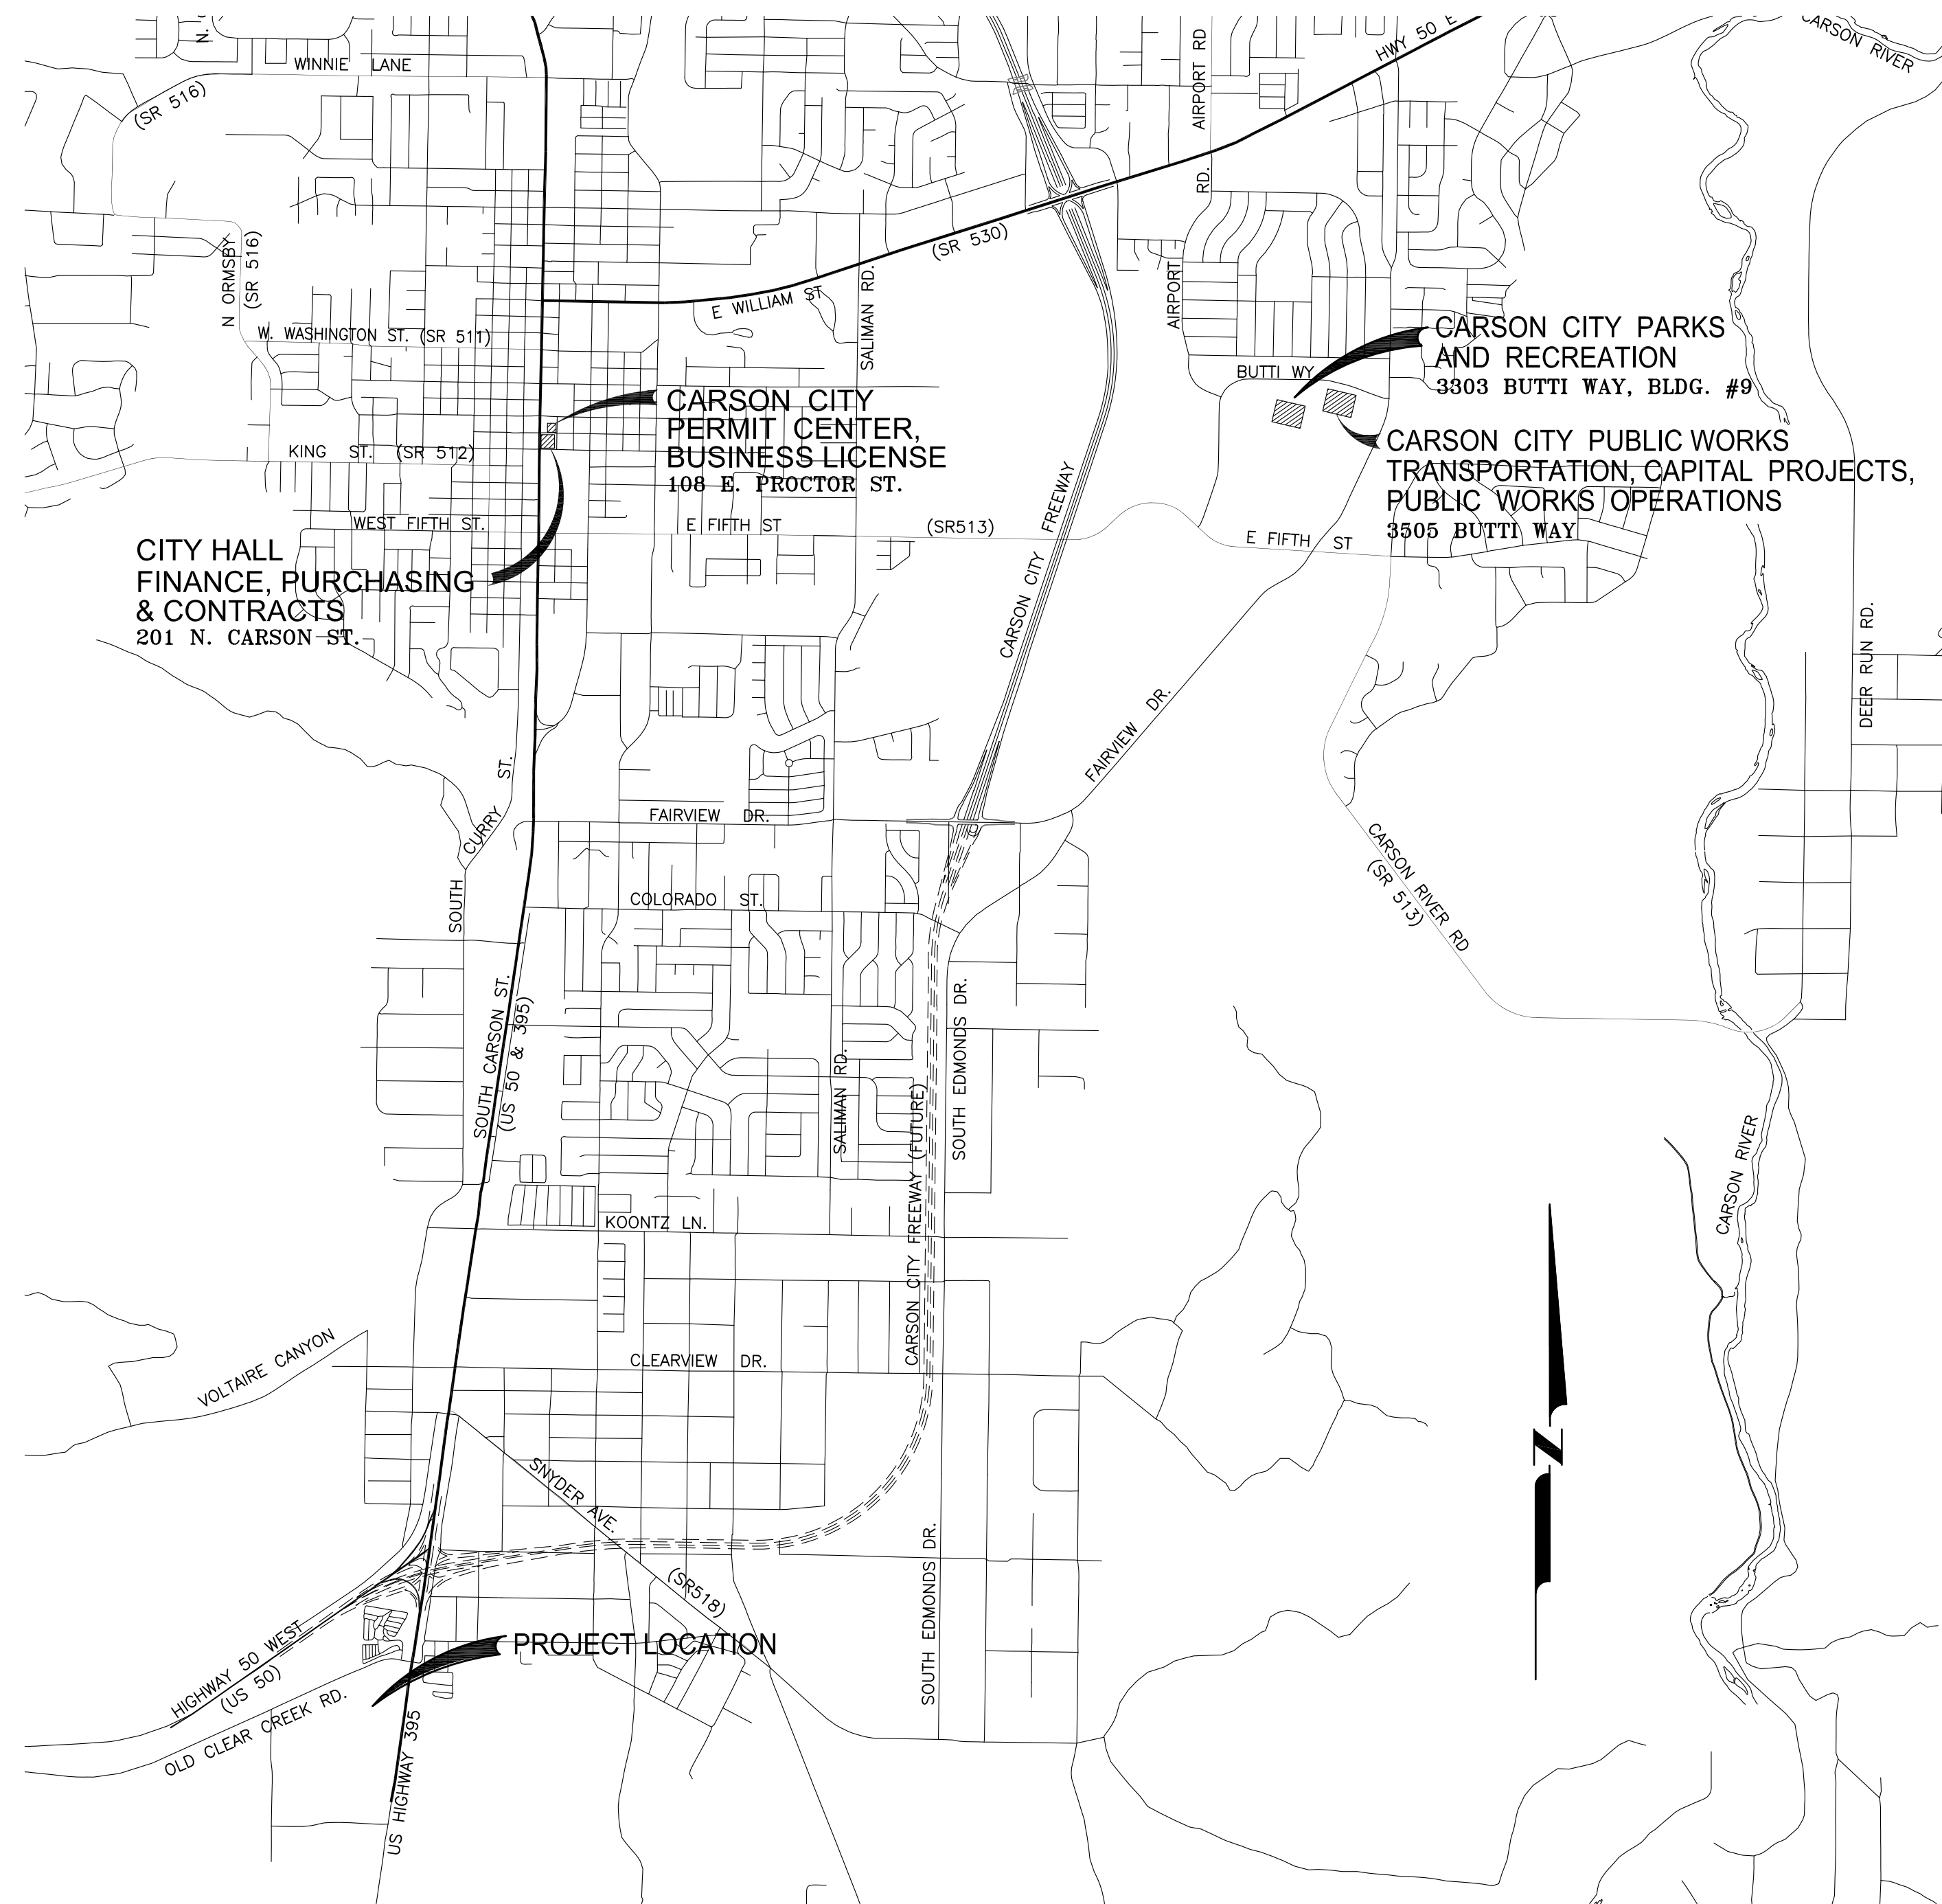 CARSON RIVER
HWY 50 E
AIRPORT RD
WINNIE LANE
(SR 516)
RD.
AIRPORT
(SR 530)
N ORMSBY
(SR 516)
SALIMAN RD.
E WILLIAM ST
W. WASHINGTON ST. (SR 511)
CARSON CITY PARKS
AND RECREATION
3303 BUTTI WAY, BLDG. #9
BUTTI WY
CARSON CITY
PERMIT CENTER,
BUSINESS LICENSE
108 E. PROCTOR ST.
CARSON CITY PUBLIC WORKS
TRANSPORTATION, CAPITAL PROJECTS,
PUBLIC WORKS OPERATIONS
3505 BUTTI WAY
KING ST. (SR 512)
WEST FIFTH ST.
E FIFTH ST
(SR513)
E FIFTH ST
CITY HALL
FINANCE, PURCHASING
& CONTRACTS
201 N. CARSON ST.
CARSON CITY FREEWAY
DEER RUN RD.
FAIRVIEW DR.
SOUTH CURRY ST.
FAIRVIEW DR.
COLORADO ST.
CARSON RIVER RD
(SR 513)
SOUTH CARSON ST.
(US 50 & 395)
SALIMAN RD.
CARSON CITY FREEWAY (FUTURE)
SOUTH EDMONDS DR.
CARSON RIVER
KOONTZ LN.
VOLTAIRE CANYON
CLEARVIEW DR.
N
SNYDER AVE.
(SR518)
SOUTH EDMONDS DR.
PROJECT LOCATION
HIGHWAY 50 WEST
(US 50)
OLD CLEAR CREEK RD.
US HIGHWAY 395